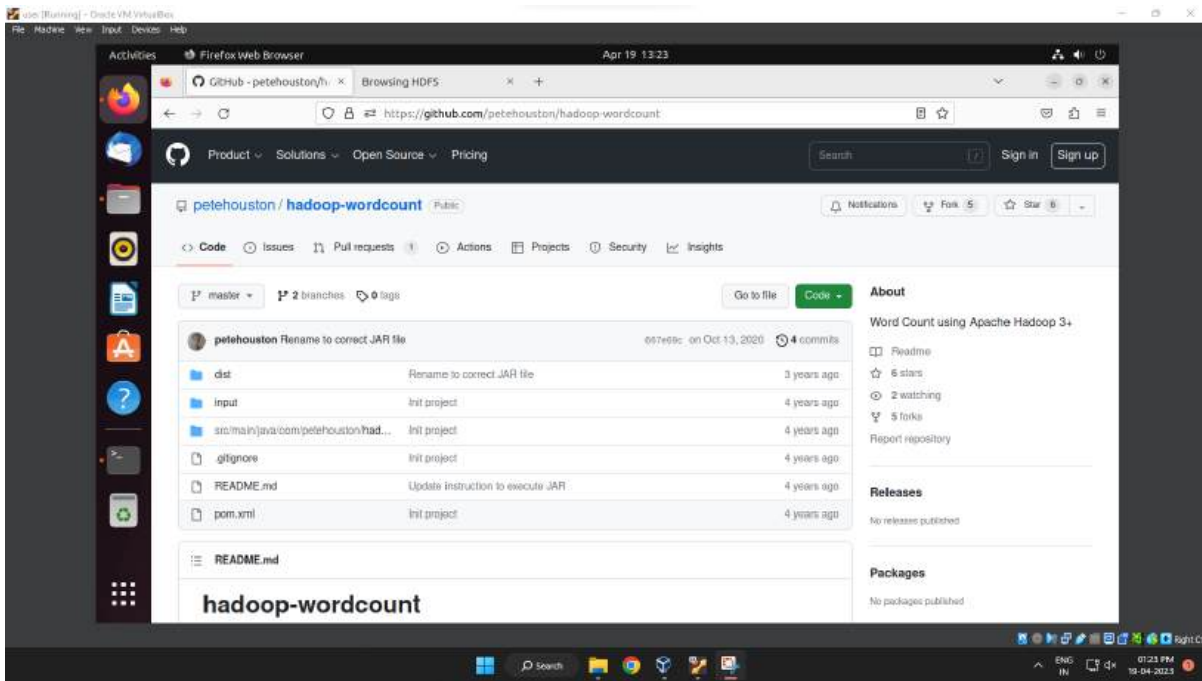 user [Running] - Oracle VM VirtualBox
File Machine View Input Devices Help
Activities Firefox Web Browser Apr 19 13:23
GitHub - petehouston/h Browsing HDFS
https://github.com/petehouston/hadoop-wordcount
Product Solutions Open Source Pricing Search Sign in Sign up
petehouston / hadoop-wordcount Public Notifications Fork 5 Star 6
Code Issues Pull requests 1 Actions Projects Security Insights
master 2 branches 0 tags Go to file Code
petehouston Rename to correct JAR file on Oct 13, 2020 4 commits
dist Rename to correct JAR file 3 years ago
input Init project 4 years ago
src/main/java/com/petehouston/had... Init project 4 years ago
.gitignore Init project 4 years ago
README.md Update instruction to execute JAR 4 years ago
pom.xml Init project 4 years ago
README.md
hadoop-wordcount
About
Word Count using Apache Hadoop 3+
Readme
6 stars
2 watching
5 forks
Report repository
Releases
No releases published
Packages
No packages published
Right C
Search
ENG
IN
01:23 PM
19-04-2023